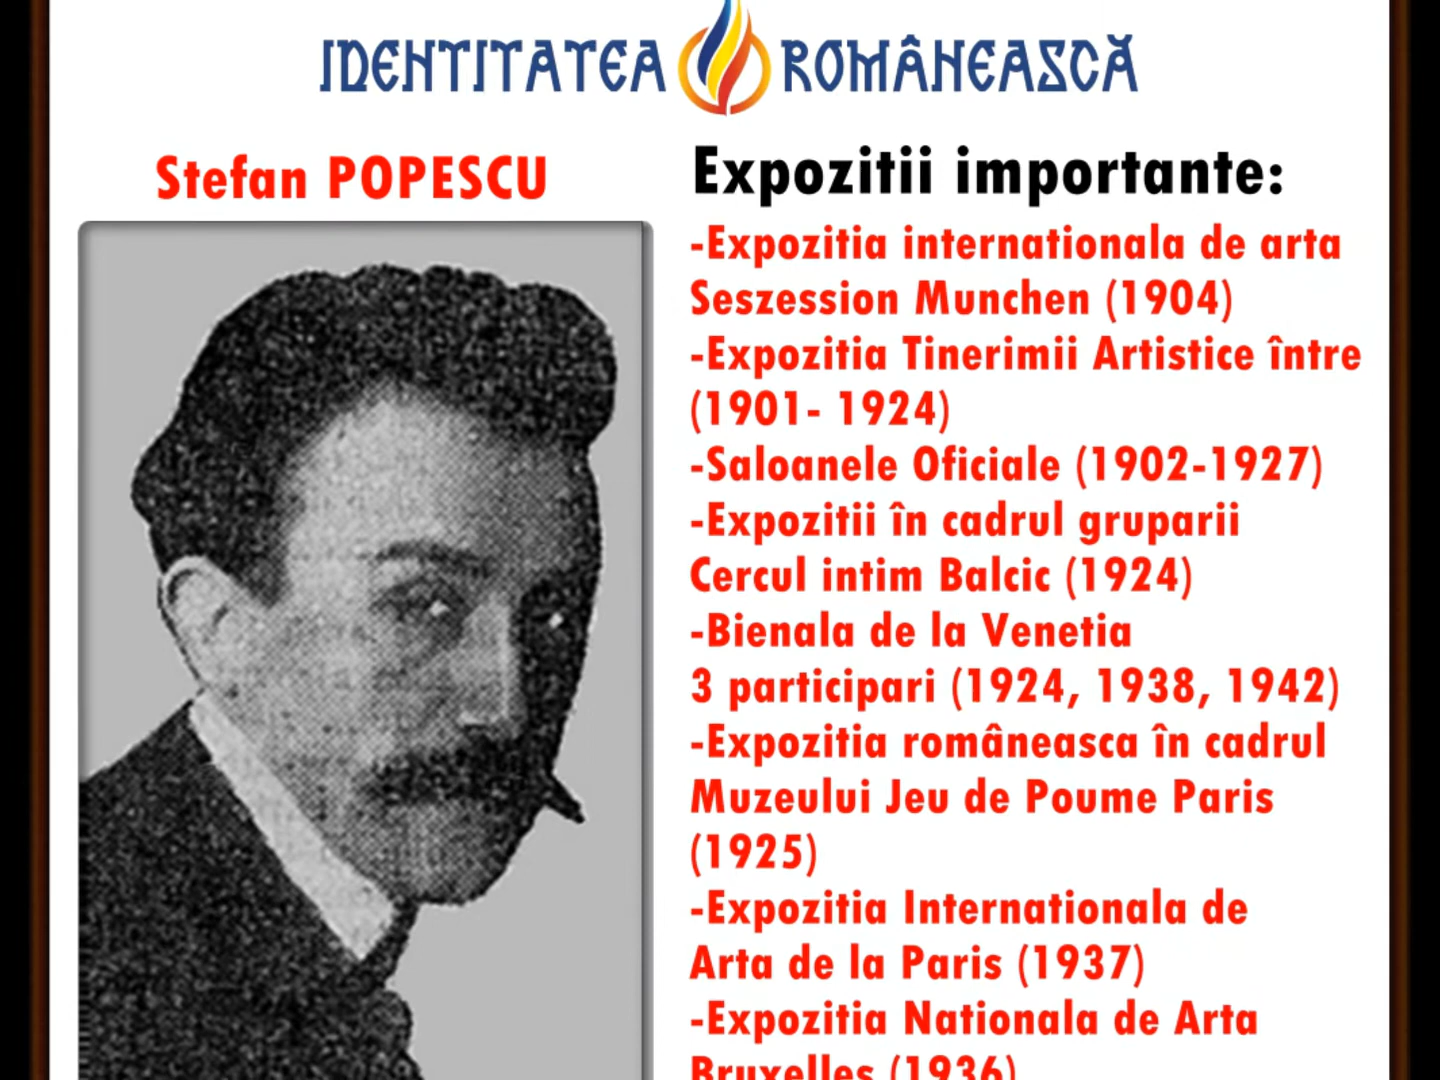 IDENTITATEA ROMÂNEASCĂ
Stefan POPESCU
Expozitii importante:
-Expozitia internationala de arta
Seszession Munchen (1904)
-Expozitia Tinerimii Artistice între
(1901- 1924)
-Saloanele Oficiale (1902-1927)
-Expozitii în cadrul gruparii
Cercul intim Balcic (1924)
-Bienala de la Venetia
3 participari (1924, 1938, 1942)
-Expozitia româneasca în cadrul
Muzeului Jeu de Poume Paris
(1925)
-Expozitia Internationala de
Arta de la Paris (1937)
-Expozitia Nationala de Arta
Bruxelles (1936)